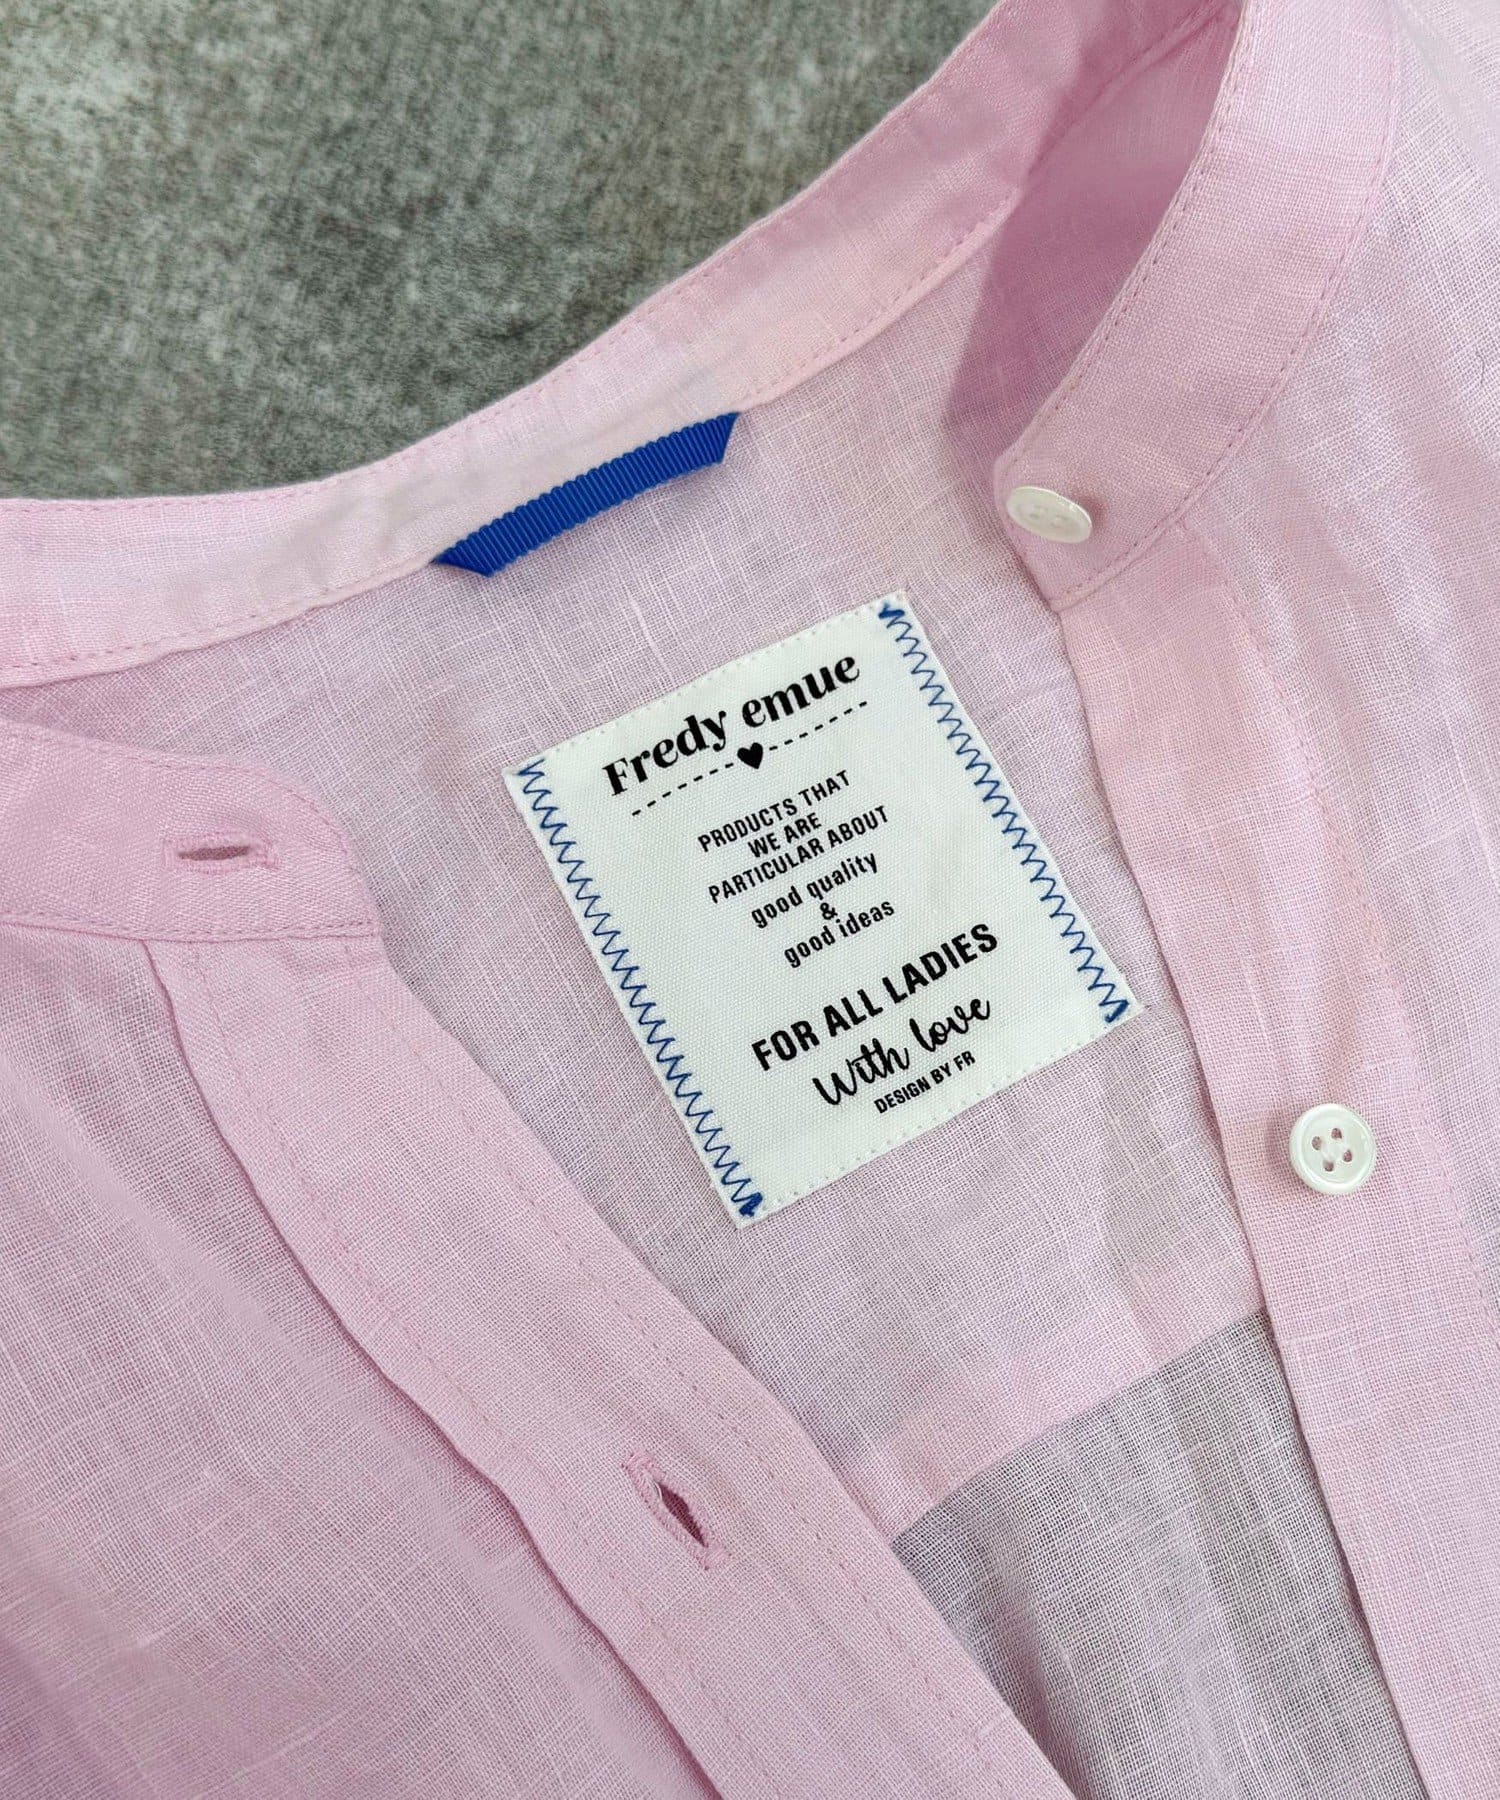 Fredy emue
PRODUCTS THAT
WE ARE
PARTICULAR ABOUT
good quality
&
good ideas
FOR ALL LADIES
With love
DESIGN BY FR